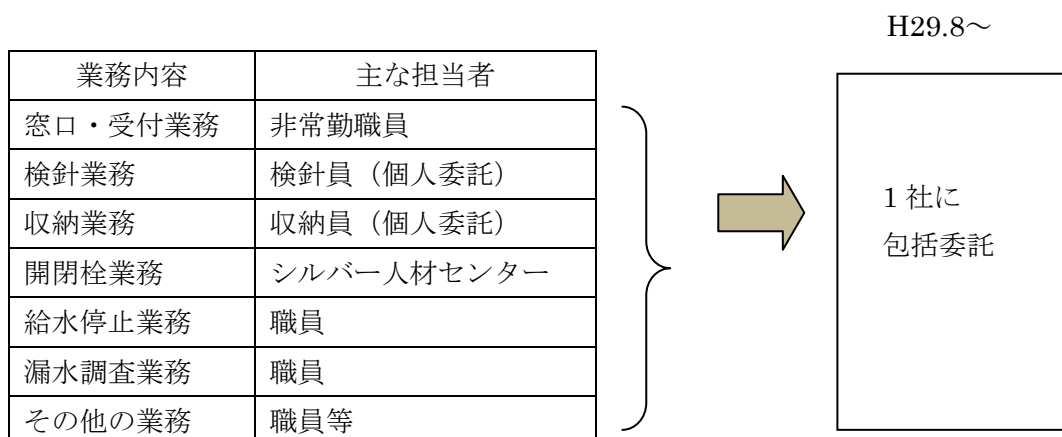 H29.8～
業務内容 主な担当者
窓口・受付業務 非常勤職員
検針業務 検針員（個人委託）
収納業務 収納員（個人委託）
開閉栓業務 シルバー人材センター
給水停止業務 職員
漏水調査業務 職員
その他の業務 職員等
1 社に
包括委託